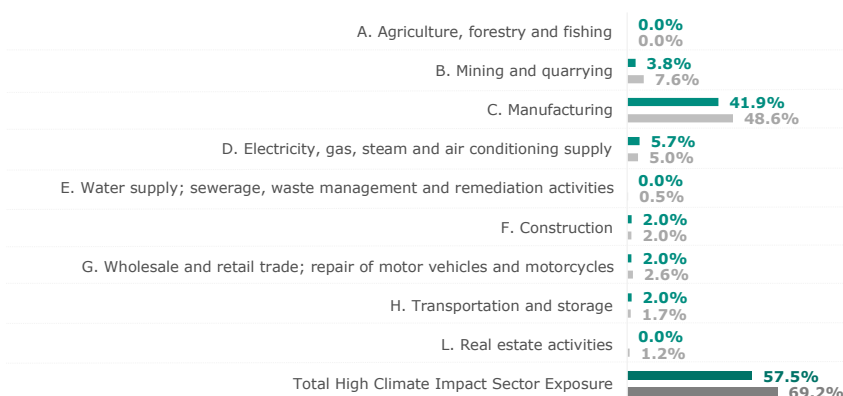 A. Agriculture, forestry and fishing
0.0%
0.0%
B. Mining and quarrying
3.8%
7.6%
C. Manufacturing
41.9%
48.6%
D. Electricity, gas, steam and air conditioning supply
5.7%
5.0%
E. Water supply; sewerage, waste management and remediation activities
0.0%
0.5%
F. Construction
2.0%
2.0%
G. Wholesale and retail trade; repair of motor vehicles and motorcycles
2.0%
2.6%
H. Transportation and storage
2.0%
1.7%
L. Real estate activities
0.0%
1.2%
Total High Climate Impact Sector Exposure
57.5%
69.2%